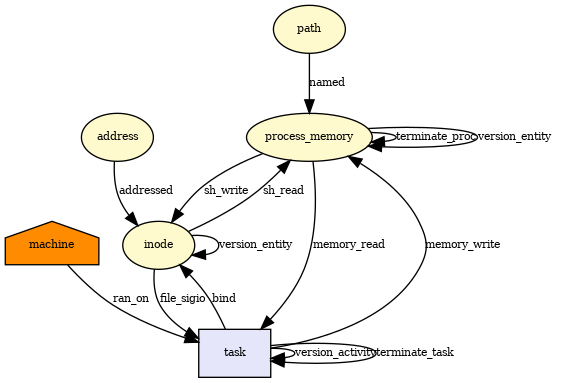 path
named
address
process_memory
terminate_proc
version_entity
addressed
sh_write
sh_read
machine
inode
version_entity
memory_read
memory_write
ran_on
file_sigio
bind
task
version_activity
terminate_task